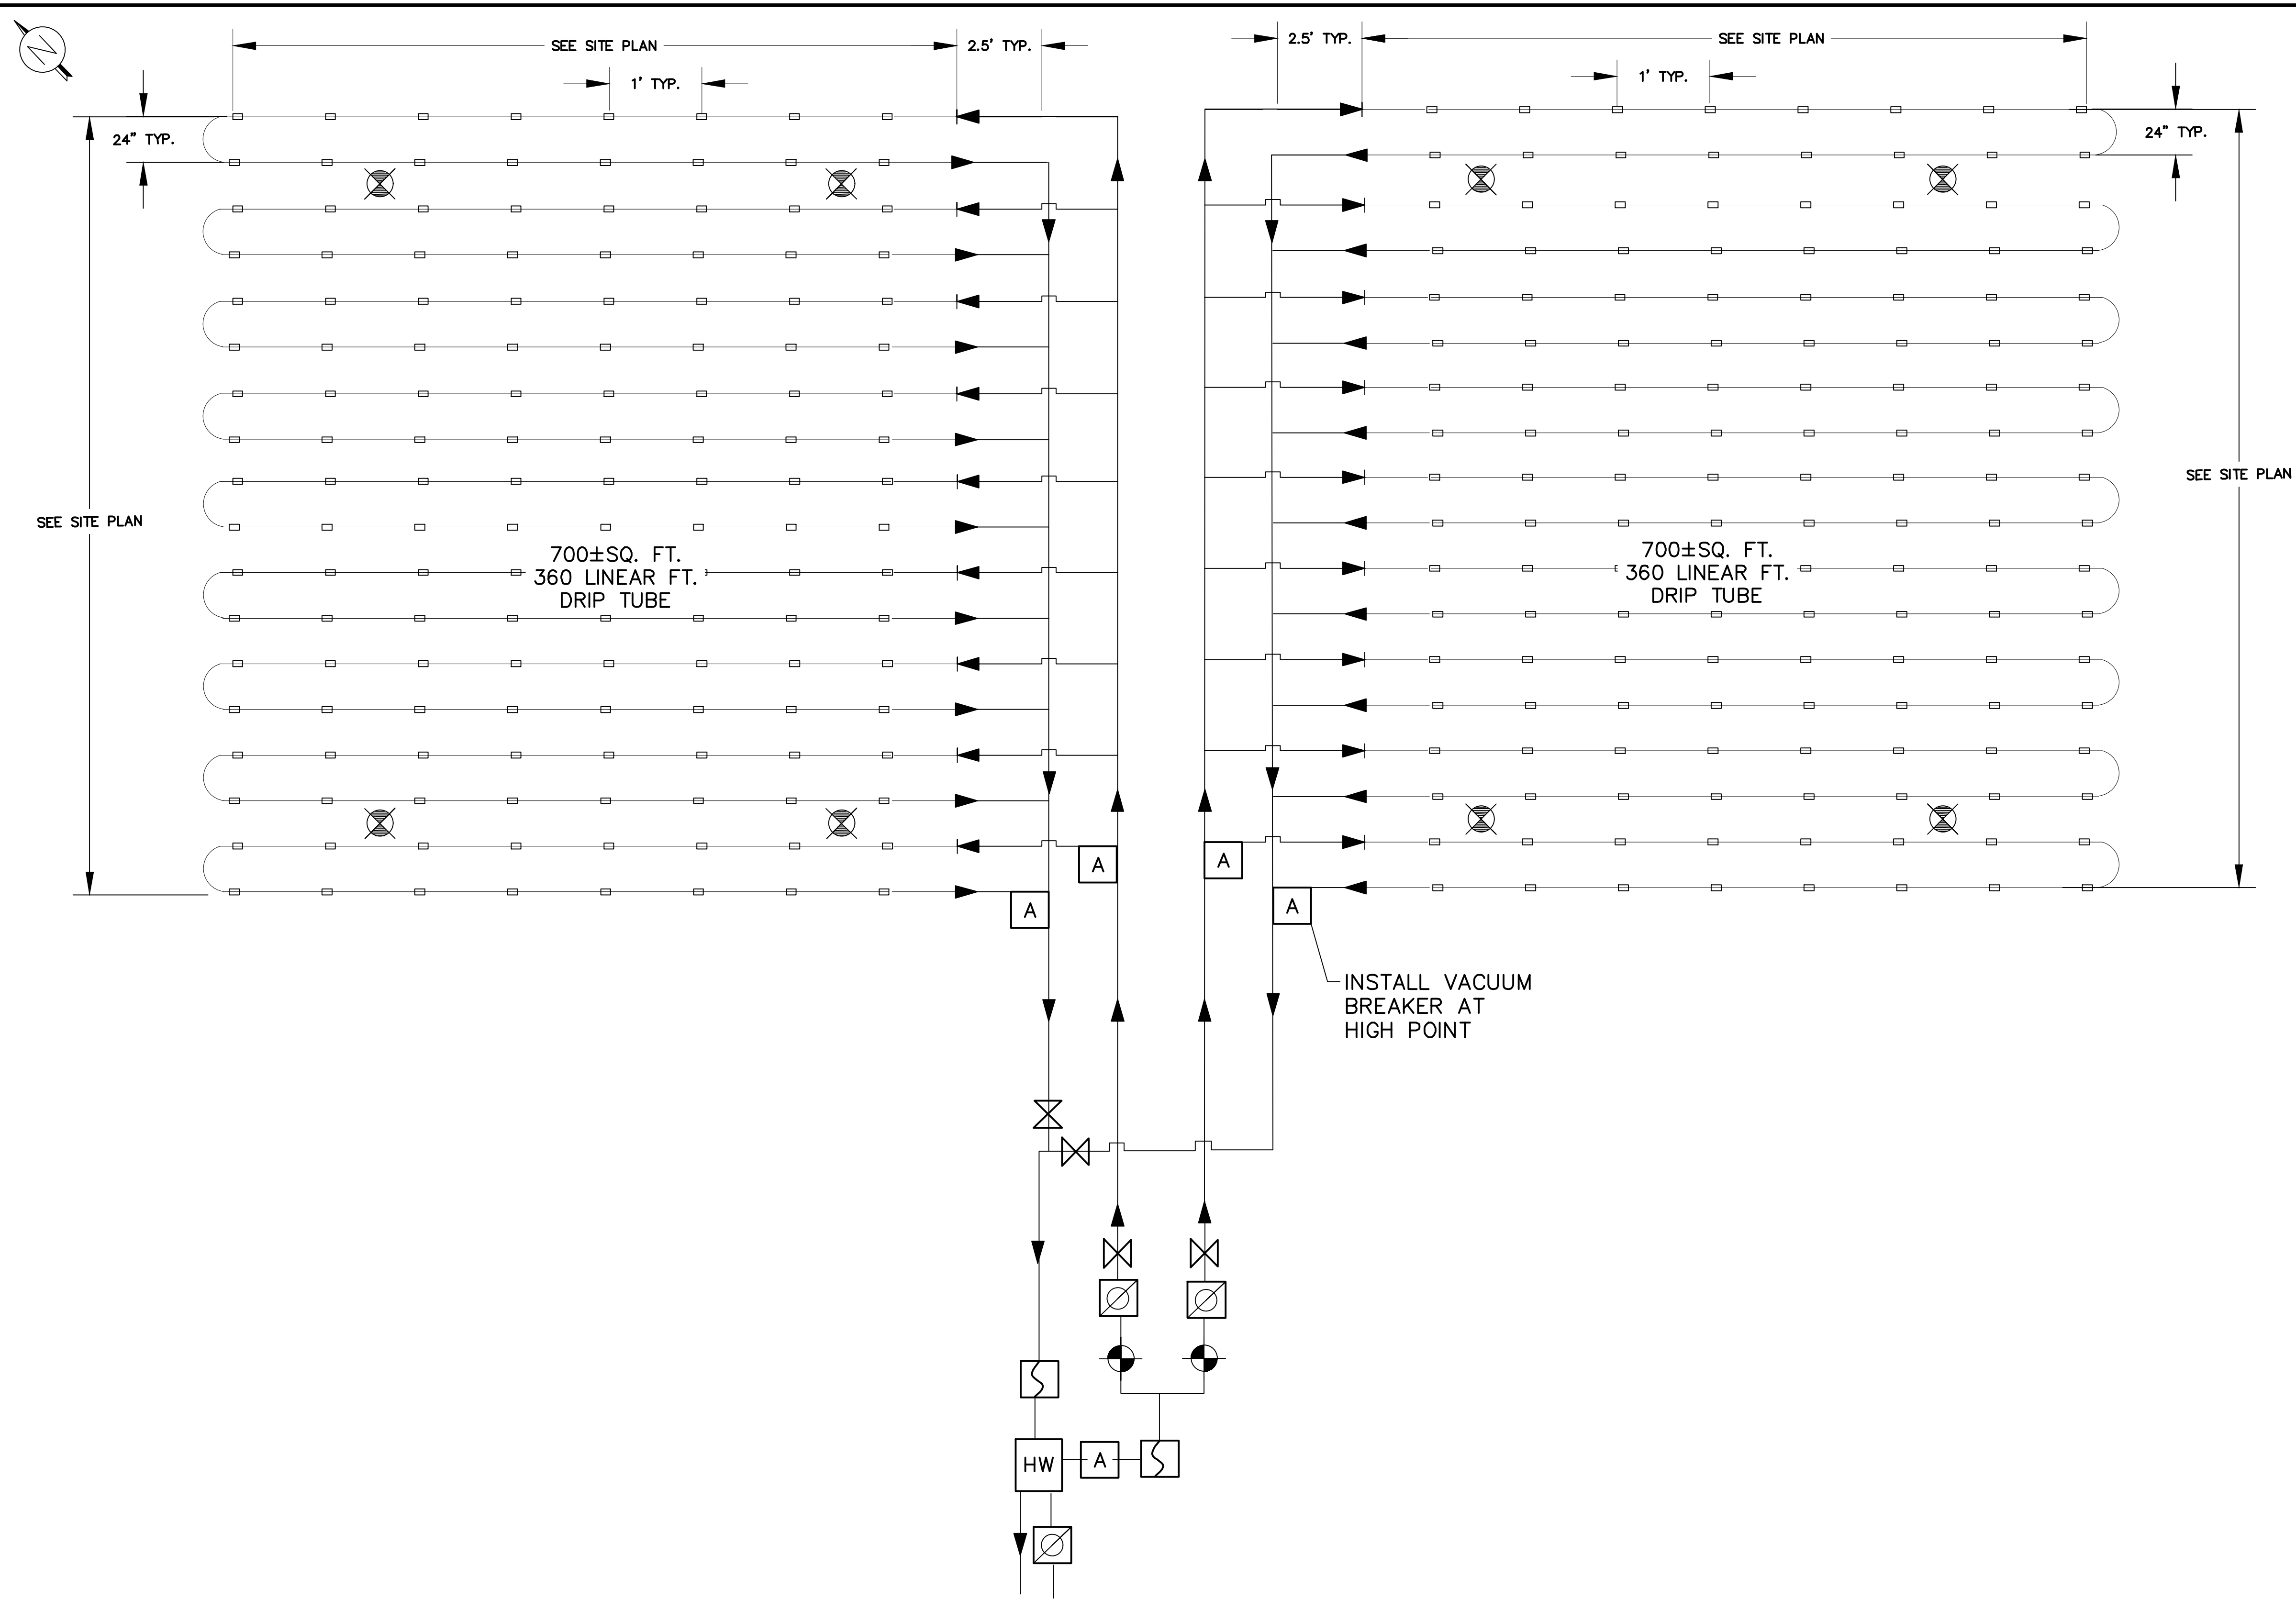 N
SEE SITE PLAN
2.5' TYP.
1' TYP.
24" TYP.
SEE SITE PLAN
700±SQ. FT.
360 LINEAR FT.
DRIP TUBE
A
A
2.5' TYP.
SEE SITE PLAN
1' TYP.
24" TYP.
SEE SITE PLAN
700±SQ. FT.
360 LINEAR FT.
DRIP TUBE
A
A
INSTALL VACUUM
BREAKER AT
HIGH POINT
HW
A